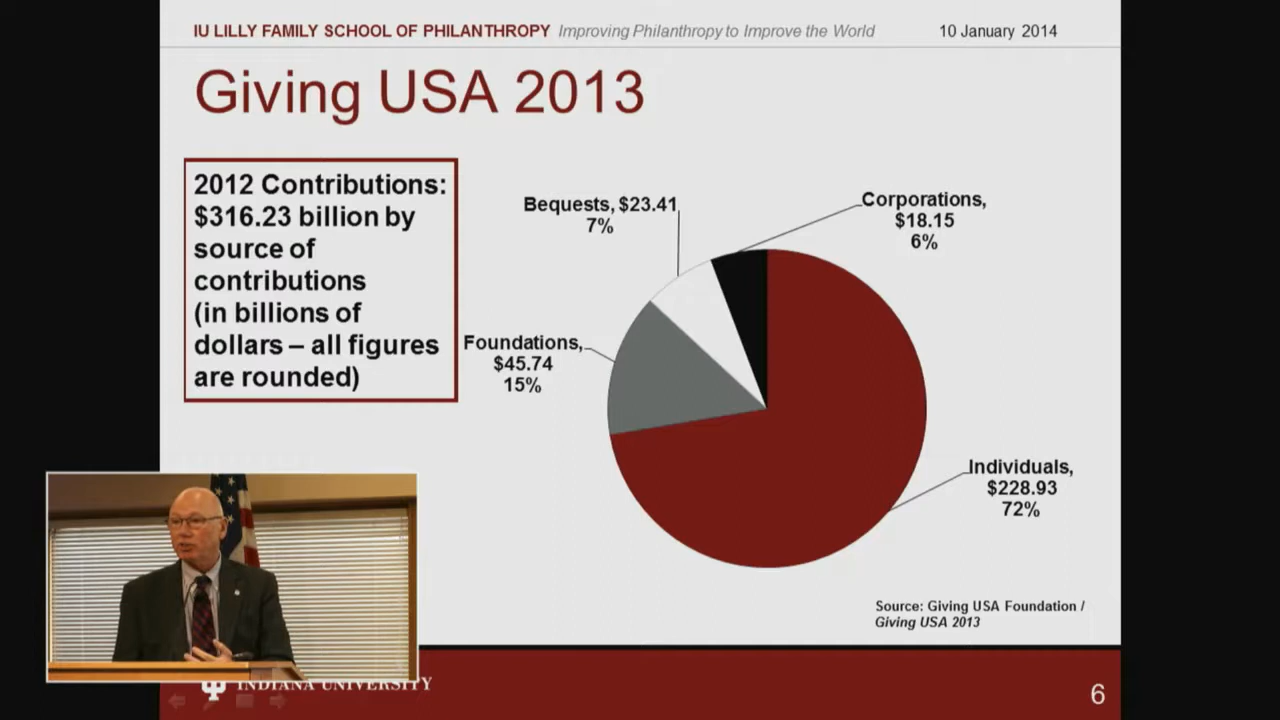 IU LILLY FAMILY SCHOOL OF PHILANTHROPY Improving Philanthropy to Improve the World 10 January 2014
Giving USA 2013
2012 Contributions:
$316.23 billion by
source of
contributions
(in billions of
dollars – all figures
are rounded)
Bequests, $23.41
7%
Corporations,
$18.15
6%
Foundations,
$45.74
15%
Individuals,
$228.93
72%
Source: Giving USA Foundation /
Giving USA 2013
INDIANA UNIVERSITY
6